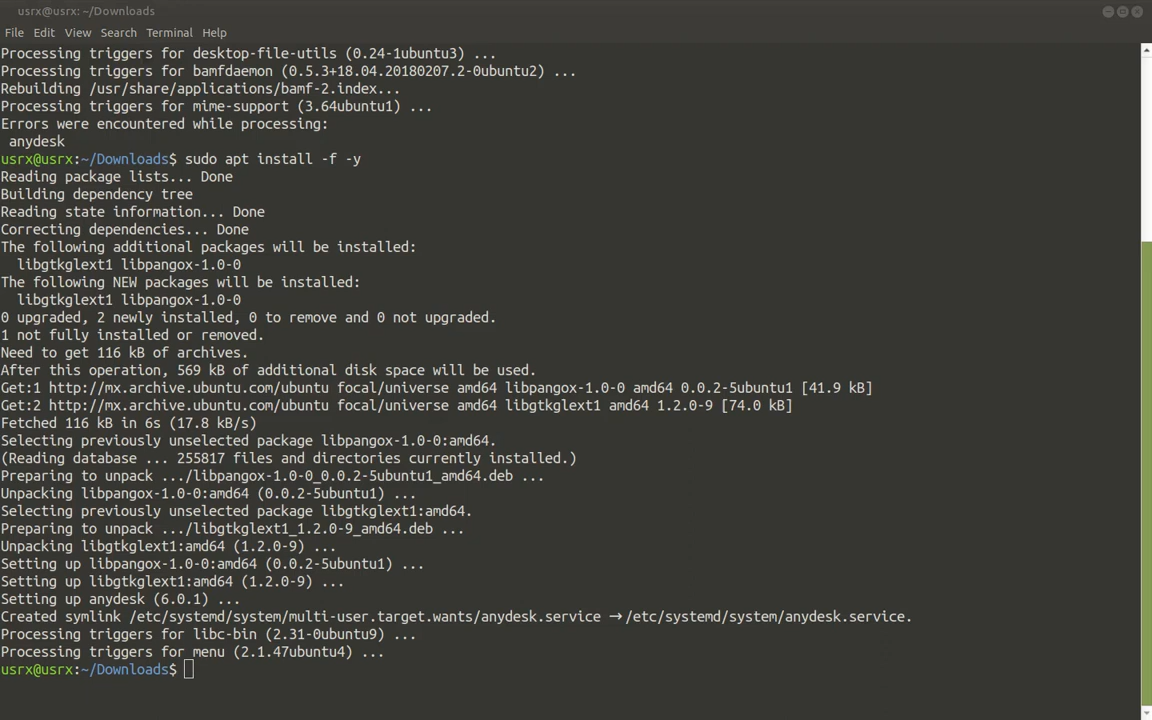 usrx@usrx: ~/Downloads
File Edit View Search Terminal Help
Processing triggers for desktop-file-utils (0.24-1ubuntu3) ...
Processing triggers for bamfdaemon (0.5.3+18.04.20180207.2-0ubuntu2) ...
Rebuilding /usr/share/applications/bamf-2.index...
Processing triggers for mime-support (3.64ubuntu1) ...
Errors were encountered while processing:
 anydesk
usrx@usrx:~/Downloads$ sudo apt install -f -y
Reading package lists... Done
Building dependency tree
Reading state information... Done
Correcting dependencies... Done
The following additional packages will be installed:
  libgtkglext1 libpangox-1.0-0
The following NEW packages will be installed:
  libgtkglext1 libpangox-1.0-0
0 upgraded, 2 newly installed, 0 to remove and 0 not upgraded.
1 not fully installed or removed.
Need to get 116 kB of archives.
After this operation, 569 kB of additional disk space will be used.
Get:1 http://mx.archive.ubuntu.com/ubuntu focal/universe amd64 libpangox-1.0-0 amd64 0.0.2-5ubuntu1 [41.9 kB]
Get:2 http://mx.archive.ubuntu.com/ubuntu focal/universe amd64 libgtkglext1 amd64 1.2.0-9 [74.0 kB]
Fetched 116 kB in 6s (17.8 kB/s)
Selecting previously unselected package libpangox-1.0-0:amd64.
(Reading database ... 255817 files and directories currently installed.)
Preparing to unpack .../libpangox-1.0-0_0.0.2-5ubuntu1_amd64.deb ...
Unpacking libpangox-1.0-0:amd64 (0.0.2-5ubuntu1) ...
Selecting previously unselected package libgtkglext1:amd64.
Preparing to unpack .../libgtkglext1_1.2.0-9_amd64.deb ...
Unpacking libgtkglext1:amd64 (1.2.0-9) ...
Setting up libpangox-1.0-0:amd64 (0.0.2-5ubuntu1) ...
Setting up libgtkglext1:amd64 (1.2.0-9) ...
Setting up anydesk (6.0.1) ...
Created symlink /etc/systemd/system/multi-user.target.wants/anydesk.service → /etc/systemd/system/anydesk.service.
Processing triggers for libc-bin (2.31-0ubuntu9) ...
Processing triggers for menu (2.1.47ubuntu4) ...
usrx@usrx:~/Downloads$